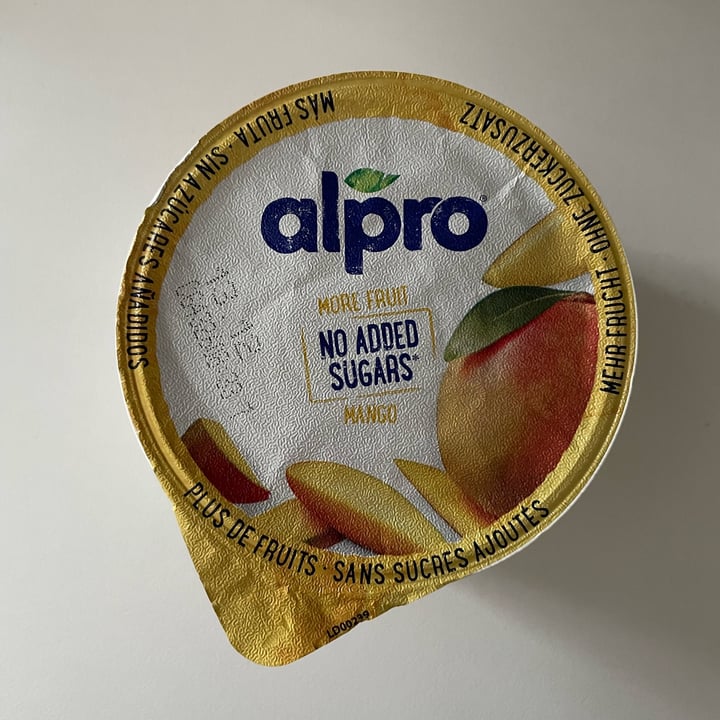 alpro®
MORE FRUIT
NO ADDED
SUGARS*
MANGO
MÁS FRUTA · SIN AZÚCARES AÑADIDOS
MEHR FRUCHT · OHNE ZUCKERZUSATZ
PLUS DE FRUITS · SANS SUCRES AJOUTÉS
LD00239